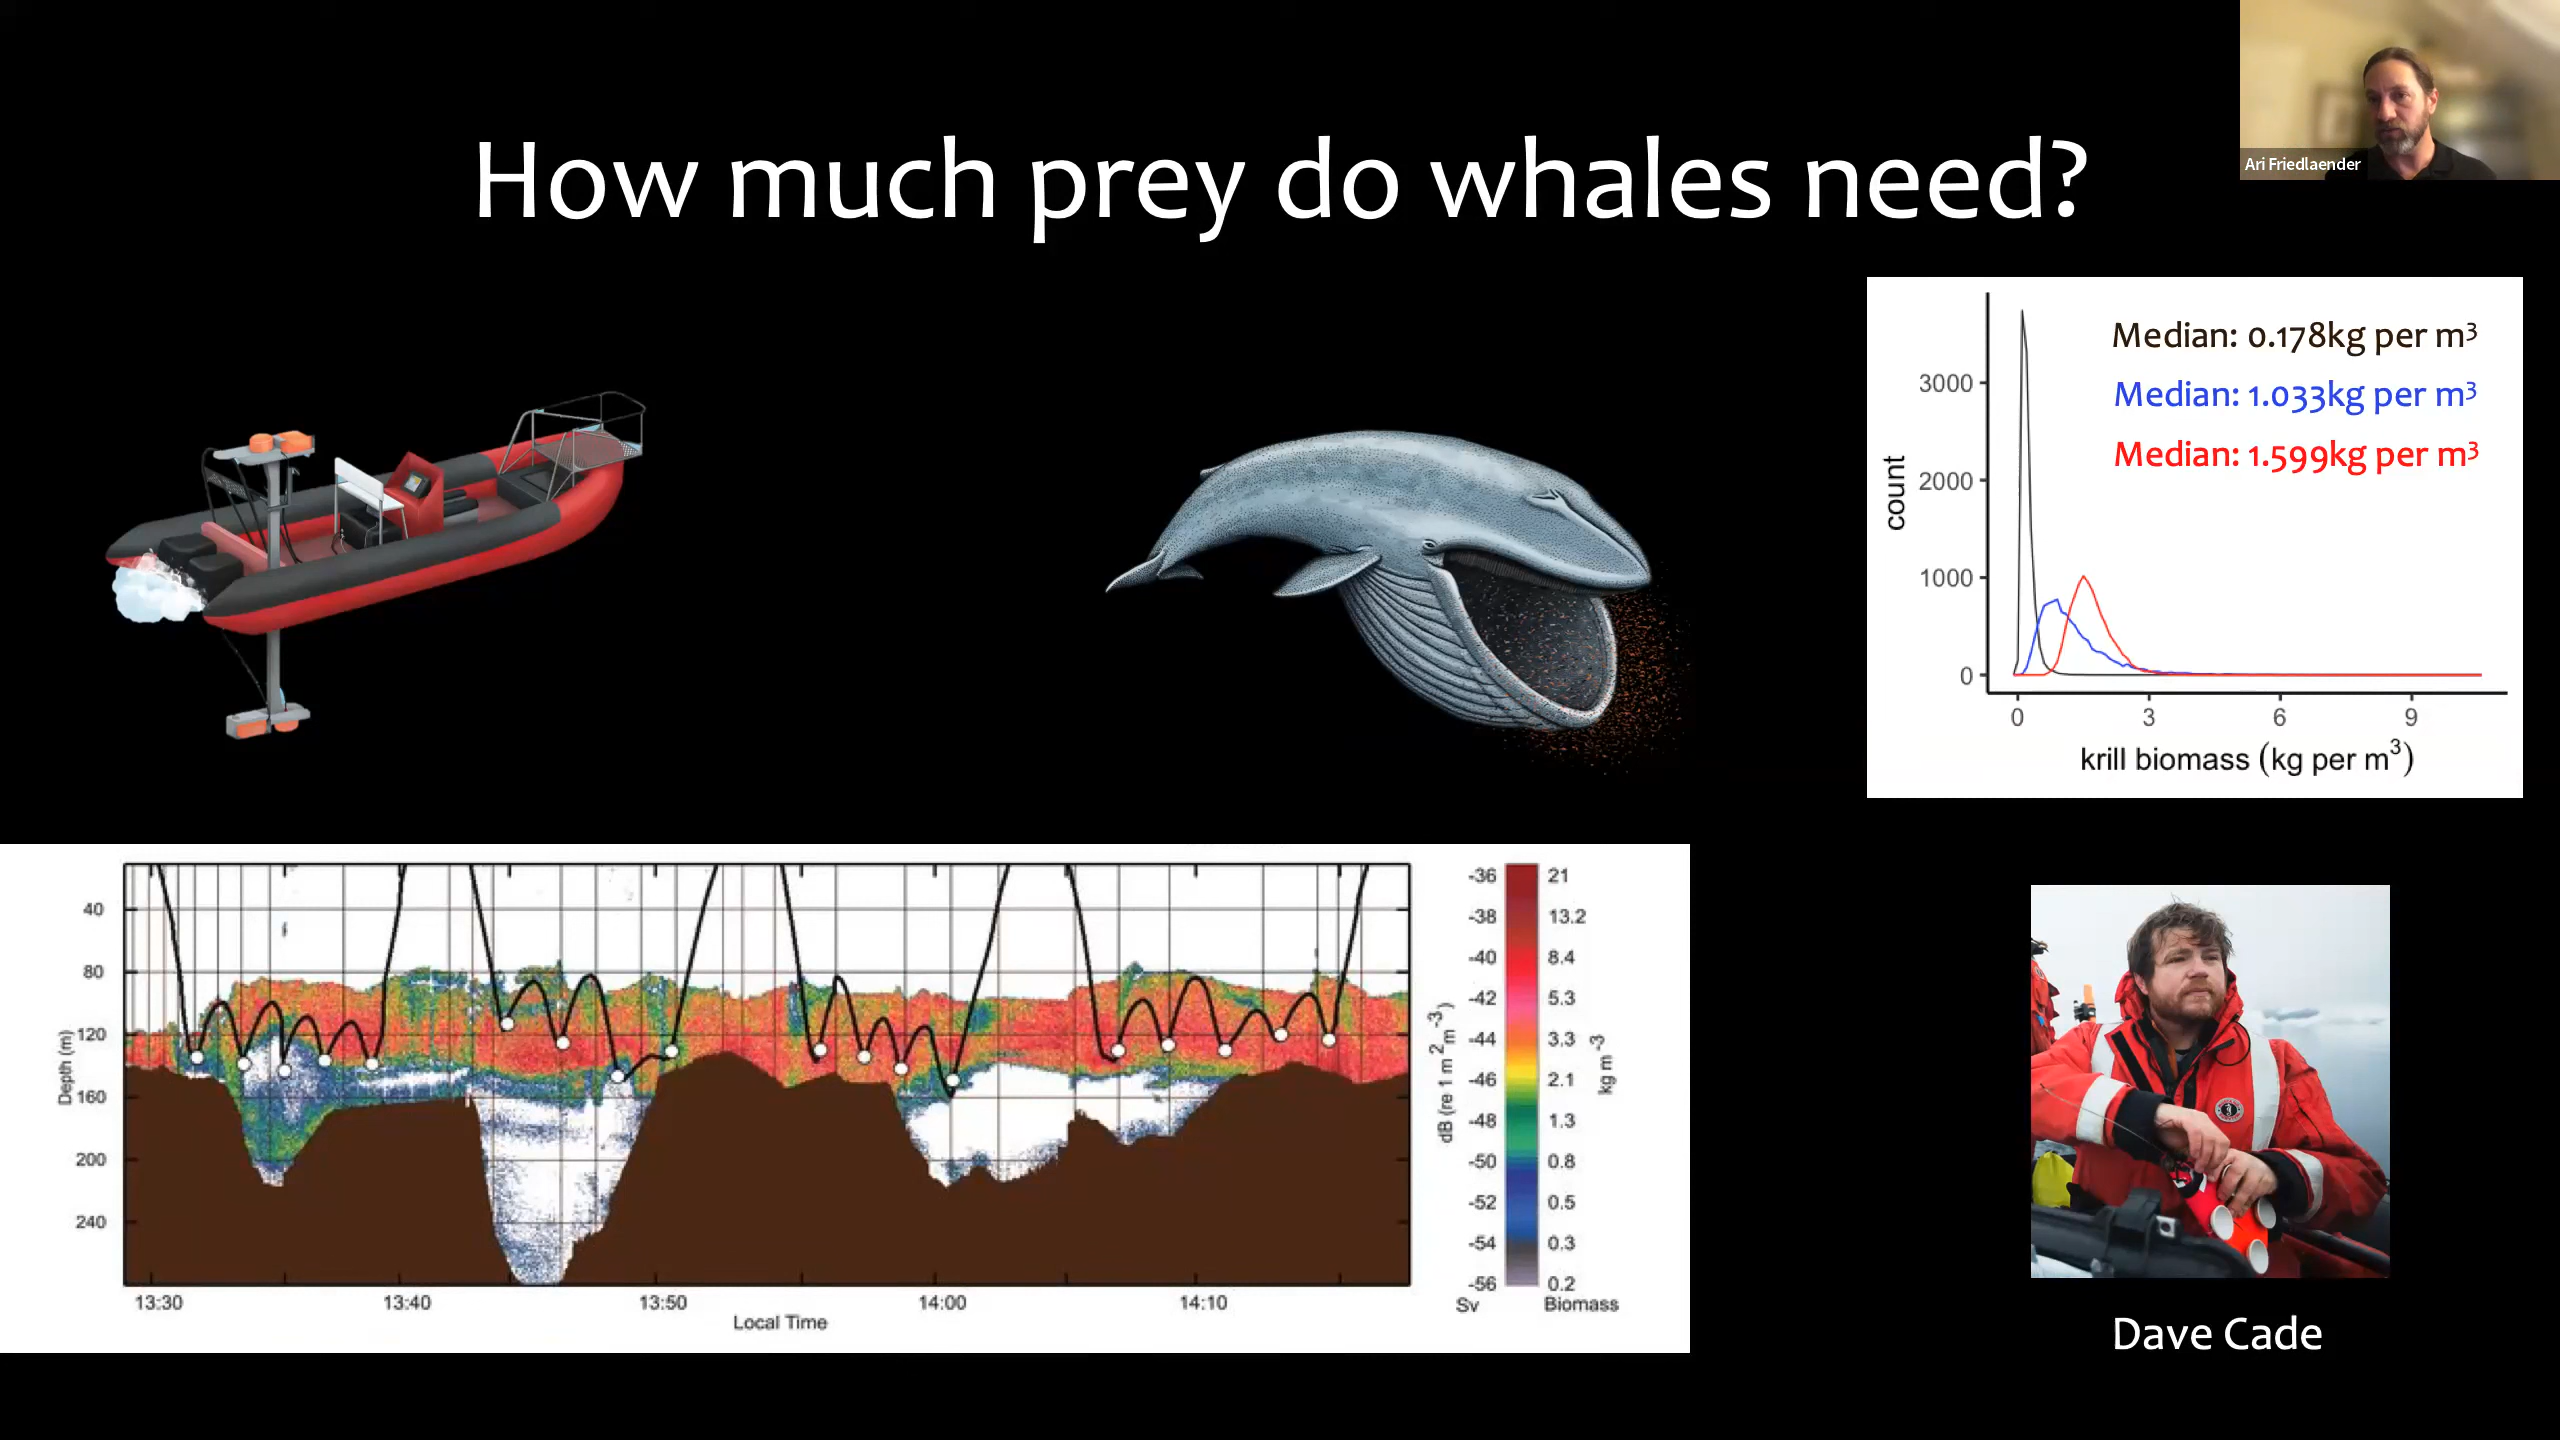 How much prey do whales need?
Ari Friedlaender
Median: 0.178kg per m³
Median: 1.033kg per m³
Median: 1.599kg per m³
3000
2000
1000
0
count
0 3 6 9
krill biomass (kg per m³)
40
80
120
160
200
240
Depth (m)
13:30 13:40 13:50 14:00 14:10
Local Time
-36 21
-38 13.2
-40 8.4
-42 5.3
-44 3.3
-46 2.1
-48 1.3
-50 0.8
-52 0.5
-54 0.3
-56 0.2
Sv Biomass
dB (re 1 m² m⁻³)
kg m⁻³
Dave Cade